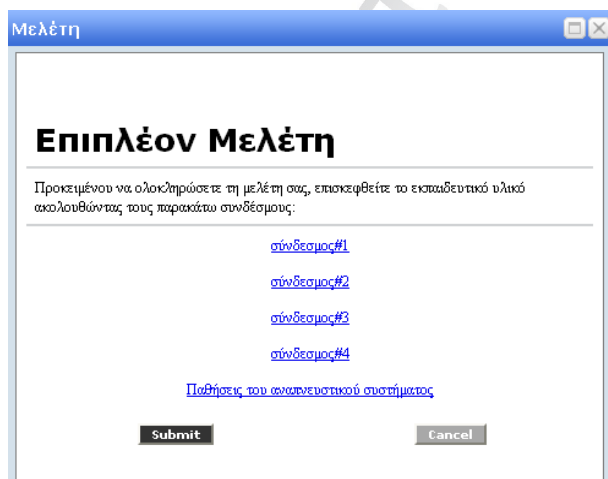 Μελέτη
Επιπλέον Μελέτη
Προκειμένου να ολοκληρώσετε τη μελέτη σας, επισκεφθείτε το εκπαιδευτικό υλικό
ακολουθώντας τους παρακάτω συνδέσμους:
σύνδεσμος#1
σύνδεσμος#2
σύνδεσμος#3
σύνδεσμος#4
Παθήσεις του αναπνευστικού συστήματος
Submit Cancel